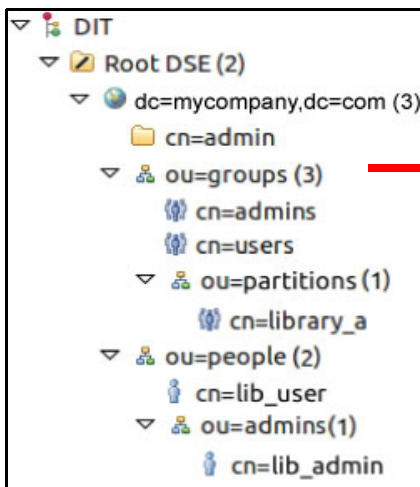 DIT
Root DSE (2)
dc=mycompany,dc=com (3)
cn=admin
ou=groups (3)
cn=admins
cn=users
ou=partitions (1)
cn=library_a
ou=people (2)
cn=lib_user
ou=admins(1)
cn=lib_admin